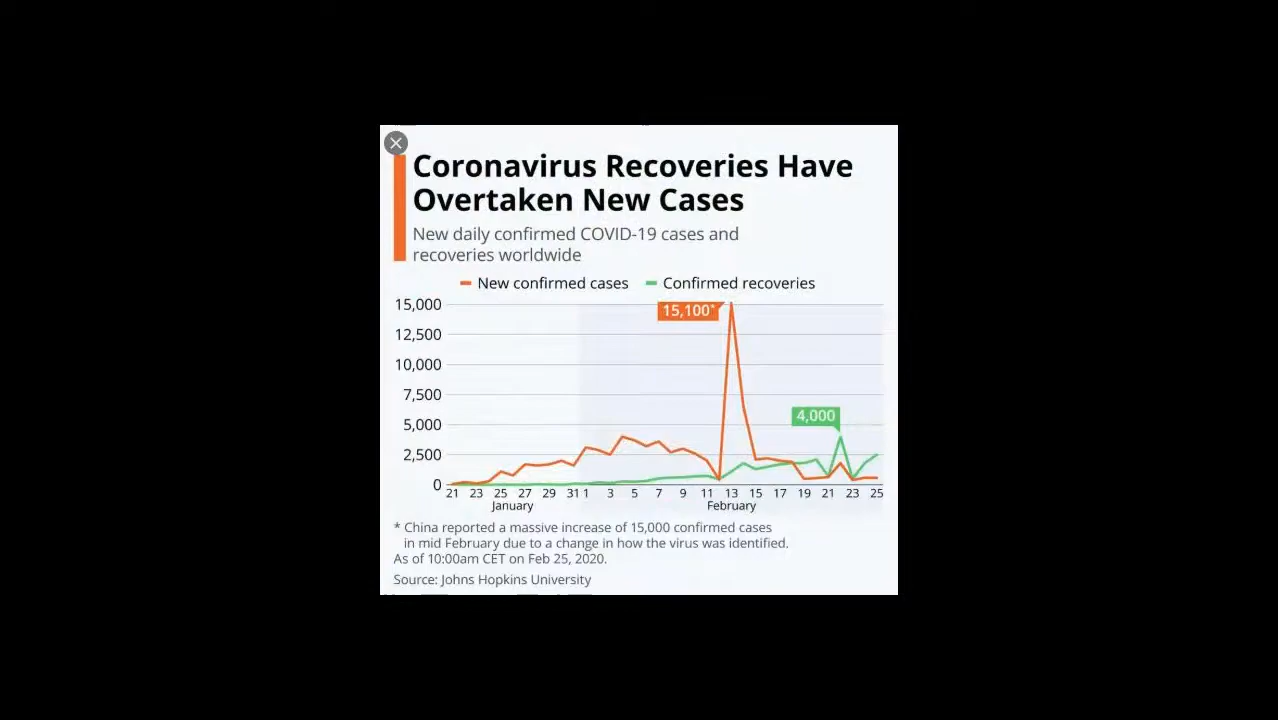 Coronavirus Recoveries Have
Overtaken New Cases
New daily confirmed COVID-19 cases and
recoveries worldwide
New confirmed cases Confirmed recoveries
15,000
15,100*
12,500
10,000
7,500
4,000
5,000
2,500
0
21 23 25 27 29 31 1 3 5 7 9 11 13 15 17 19 21 23 25
January February
* China reported a massive increase of 15,000 confirmed cases
in mid February due to a change in how the virus was identified.
As of 10:00am CET on Feb 25, 2020.
Source: Johns Hopkins University